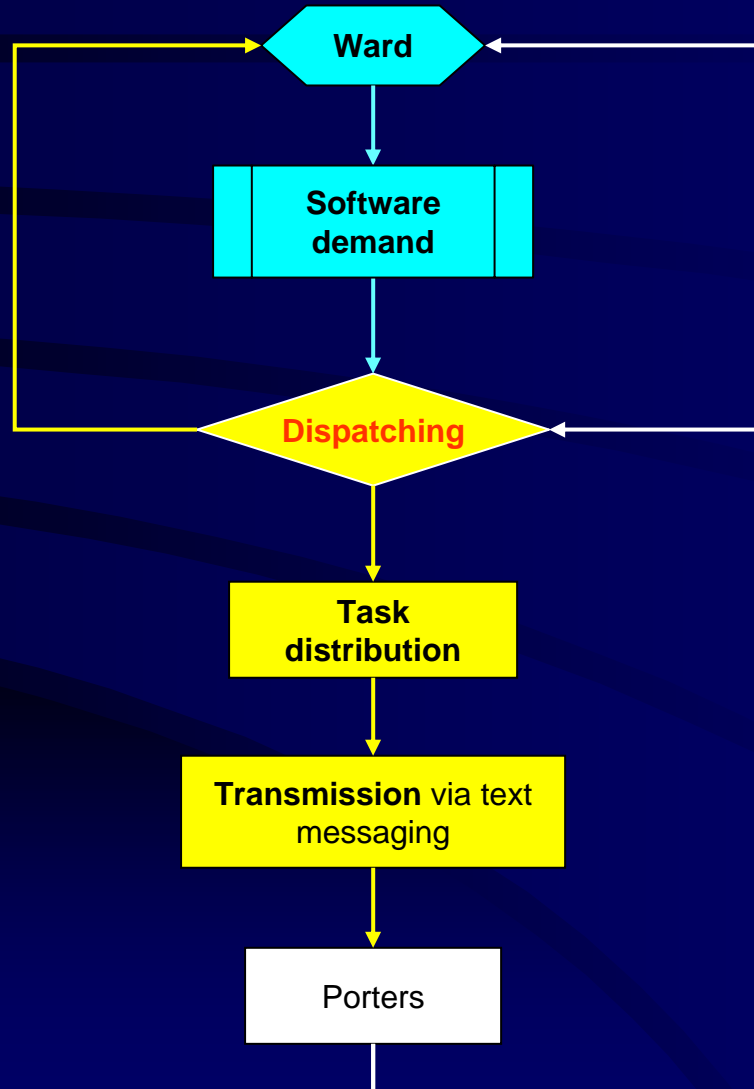 Ward
Software
demand
Dispatching
Task
distribution
Transmission via text
messaging
Porters